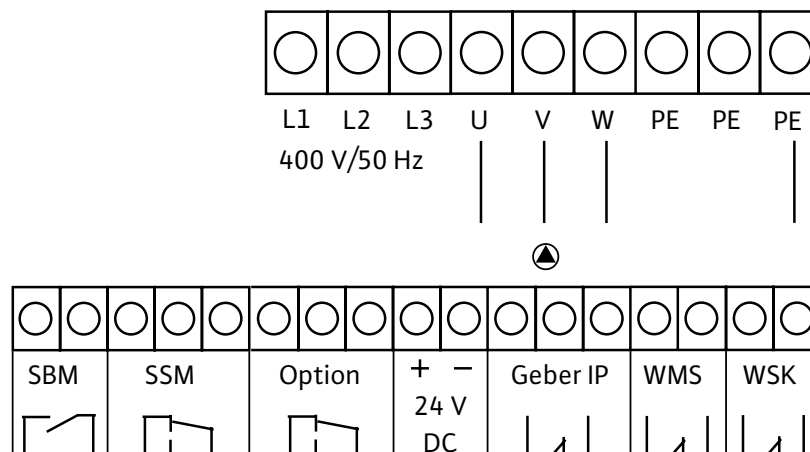 L1 L2 L3 U V W PE PE PE
400 V/50 Hz
SBM SSM Option + − Geber IP WMS WSK
24 V
DC